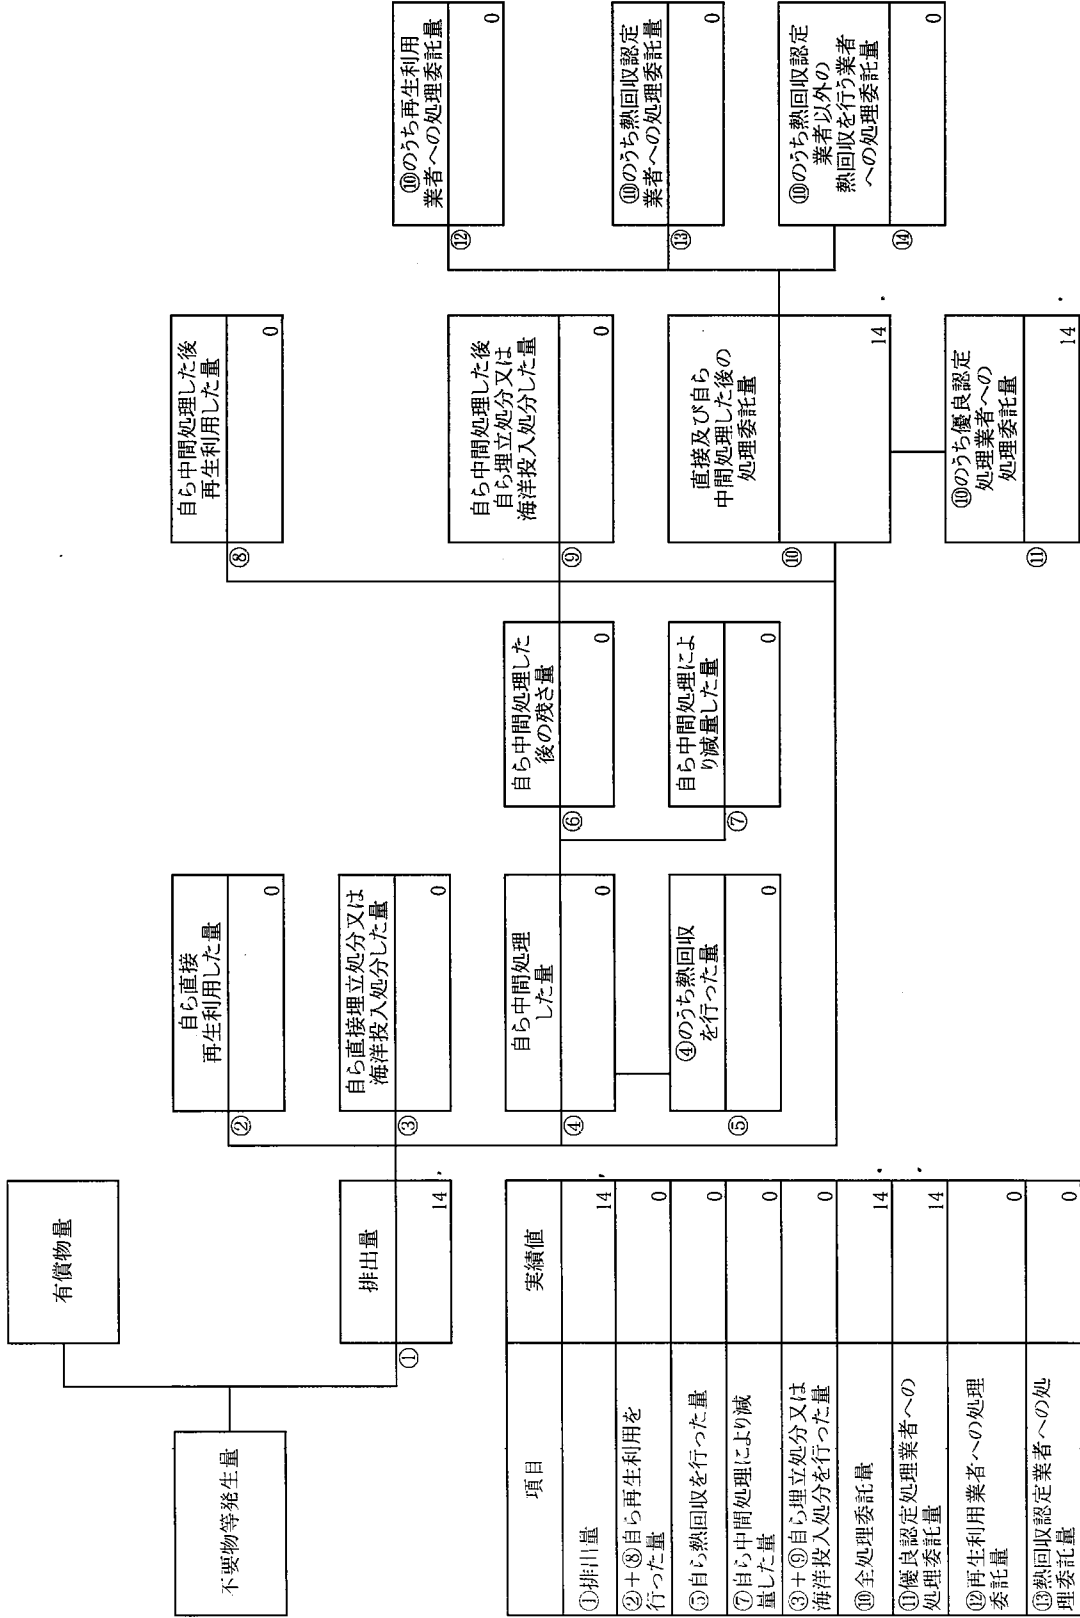 不要物等発生量
有償物量
①
排出量
14
②
自ら直接
再生利用した量
0
③
自ら直接埋立処分又は
海洋投入処分した量
0
④
自ら中間処理
した量
0
⑤
④のうち熱回収
を行った量
0
⑥
自ら中間処理した
後の残さ量
0
⑦
自ら中間処理によ
り減量した量
0
⑧
自ら中間処理した後
再生利用した量
0
⑨
自ら中間処理した後
自ら埋立処分又は
海洋投入処分した量
0
⑩
直接及び自ら
中間処理した後の
処理委託量
14
⑪
⑩のうち優良認定
処理業者への
処理委託量
14
⑫
⑩のうち再生利用
業者への処理委託量
0
⑬
⑩のうち熱回収認定
業者への処理委託量
0
⑭
⑩のうち熱回収認定
業者以外の
熱回収を行う業者
への処理委託量
0
項目 実績値
①排出量 14
②+⑧自ら再生利用を
行った量 0
⑤自ら熱回収を行った量 0
⑦自ら中間処理により減
量した量 0
③+⑨自ら埋立処分又は
海洋投入処分を行った量 0
⑩全処理委託量 14
⑪優良認定処理業者への
処理委託量 14
⑫再生利用業者への処理
委託量 0
⑬熱回収認定業者への処
理委託量 0